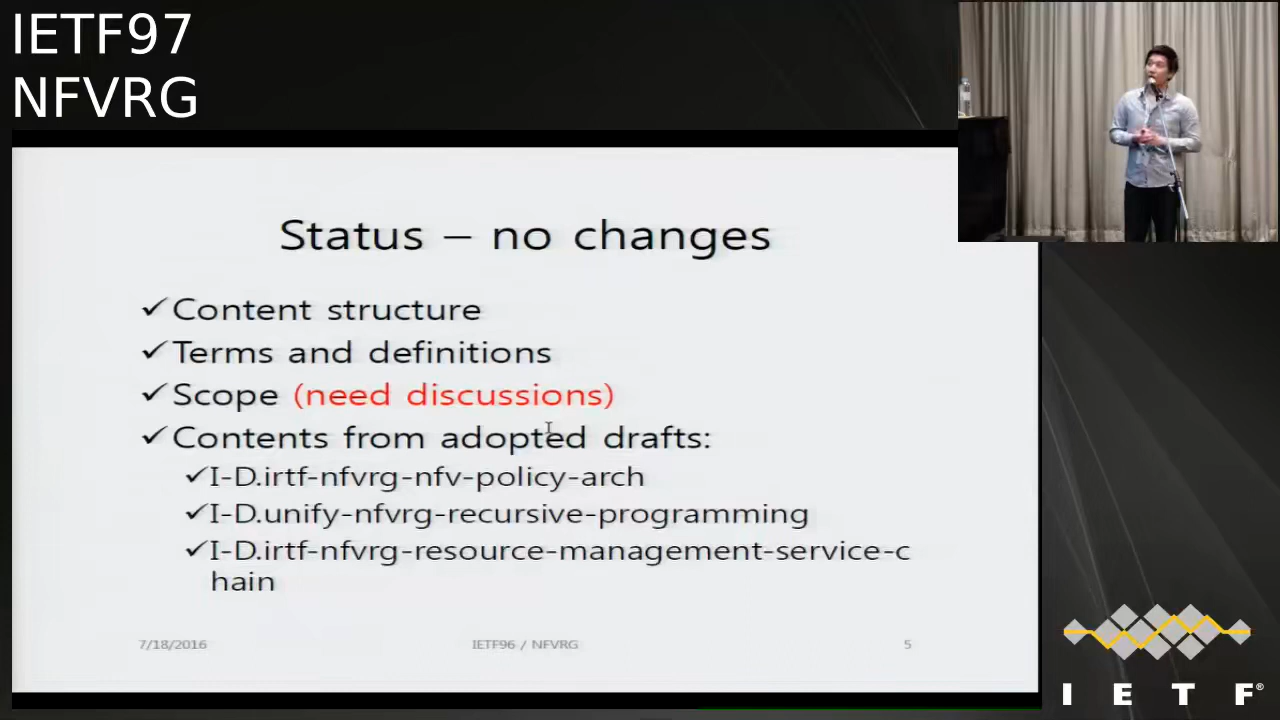 IETF97
NFVRG
Status – no changes
✓Content structure
✓Terms and definitions
✓Scope (need discussions)
✓Contents from adopted drafts:
✓I-D.irtf-nfvrg-nfv-policy-arch
✓I-D.unify-nfvrg-recursive-programming
✓I-D.irtf-nfvrg-resource-management-service-c
hain
7/18/2016 IETF96 / NFVRG 5
I E T F®